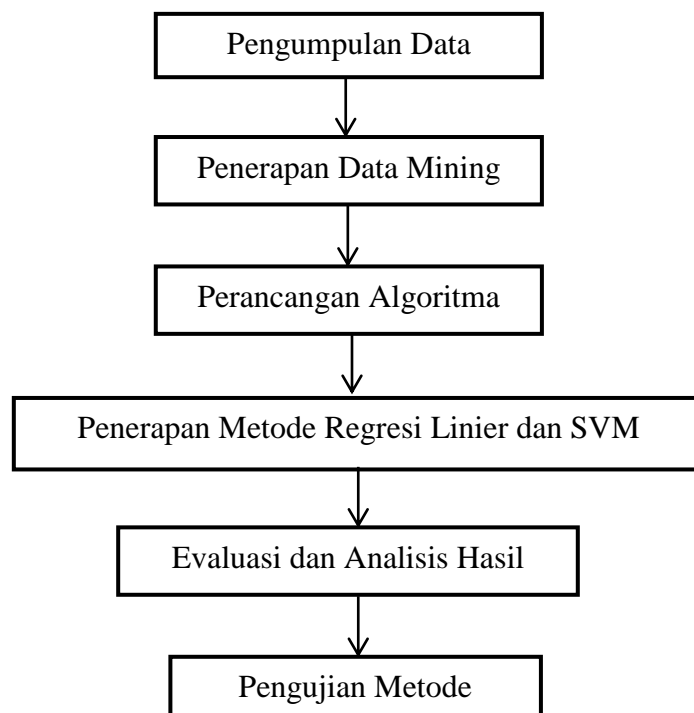 Pengumpulan Data
Penerapan Data Mining
Perancangan Algoritma
Penerapan Metode Regresi Linier dan SVM
Evaluasi dan Analisis Hasil
Pengujian Metode